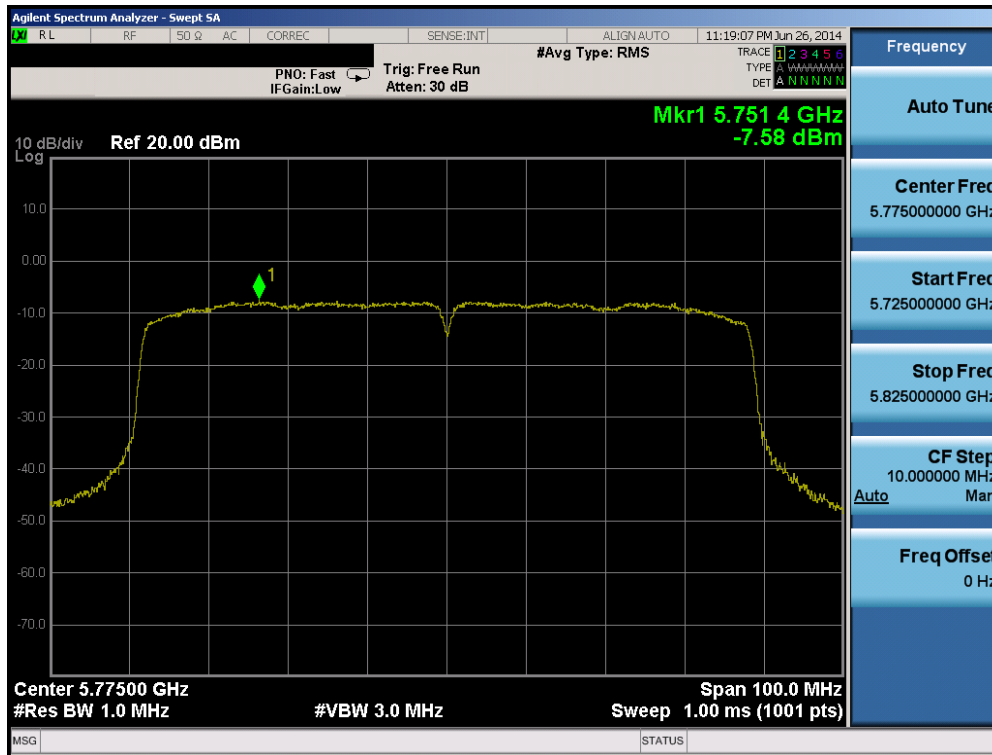 Agilent Spectrum Analyzer - Swept SA
LXI RL RF 50 Ω AC CORREC SENSE:INT ALIGN AUTO 11:19:07 PM Jun 26, 2014
#Avg Type: RMS TRACE 1 2 3 4 5 6
PNO: Fast Trig: Free Run TYPE A WWWWW
IFGain:Low Atten: 30 dB DET A N N N N N
Mkr1 5.751 4 GHz
-7.58 dBm
10 dB/div Ref 20.00 dBm
Log
10.0
0.00
1
-10.0
-20.0
-30.0
-40.0
-50.0
-60.0
-70.0
Center 5.77500 GHz Span 100.0 MHz
#Res BW 1.0 MHz #VBW 3.0 MHz Sweep 1.00 ms (1001 pts)
MSG STATUS
Frequency
Auto Tune
Center Freq
5.775000000 GHz
Start Freq
5.725000000 GHz
Stop Freq
5.825000000 GHz
CF Step
10.000000 MHz
Auto Man
Freq Offset
0 Hz